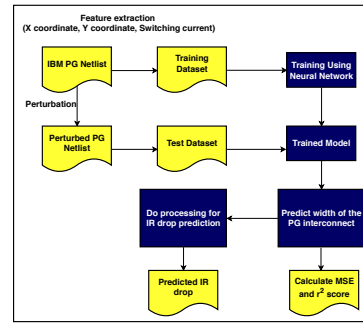 Feature extraction
(X coordinate, Y coordinate, Switching current)
IBM PG Netlist
Training
Dataset
Training Using
Neural Network
Perturbation
Perturbed PG
Netlist
Test Dataset
Trained Model
Do processing for
IR drop prediction
Predict width of the
PG interconnect
Predicted IR
drop
Calculate MSE
and r² score